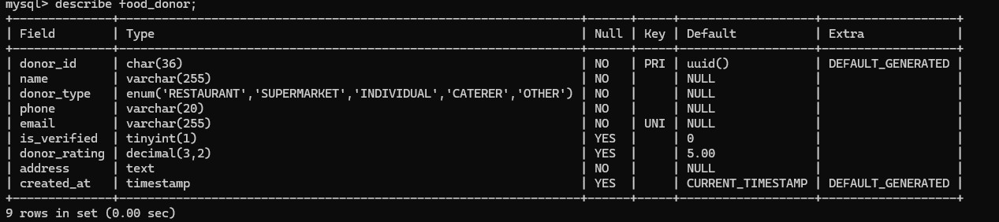 mysql> describe food_donor;
+-------------+---------------------------------------------------------------+------+-----+-------------------+-------------------+
| Field       | Type                                                          | Null | Key | Default           | Extra             |
+-------------+---------------------------------------------------------------+------+-----+-------------------+-------------------+
| donor_id    | char(36)                                                      | NO   | PRI | uuid()            | DEFAULT_GENERATED |
| name        | varchar(255)                                                  | NO   |     | NULL              |                   |
| donor_type  | enum('RESTAURANT','SUPERMARKET','INDIVIDUAL','CATERER','OTHER') | NO   |     | NULL              |                   |
| phone       | varchar(20)                                                   | NO   |     | NULL              |                   |
| email       | varchar(255)                                                  | NO   | UNI | NULL              |                   |
| is_verified | tinyint(1)                                                    | YES  |     | 0                 |                   |
| donor_rating | decimal(3,2)                                                  | YES  |     | 5.00              |                   |
| address     | text                                                          | NO   |     | NULL              |                   |
| created_at  | timestamp                                                     | YES  |     | CURRENT_TIMESTAMP | DEFAULT_GENERATED |
+-------------+---------------------------------------------------------------+------+-----+-------------------+-------------------+
9 rows in set (0.00 sec)